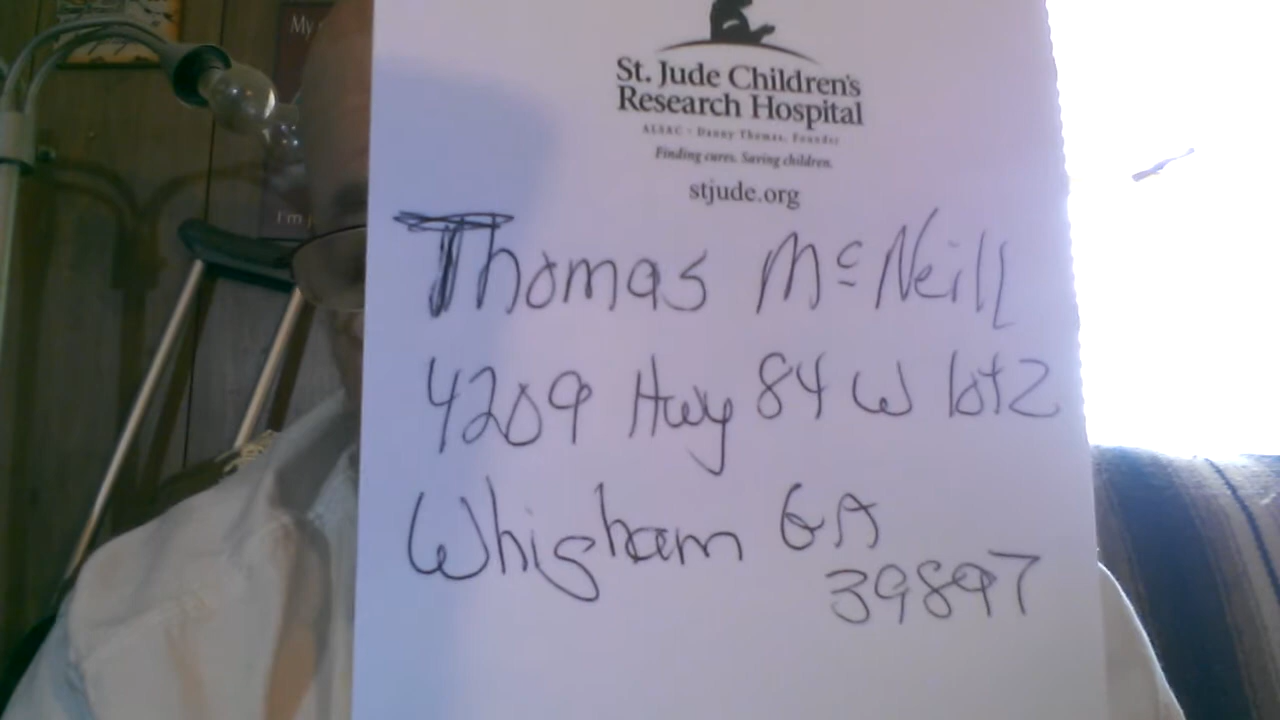 My
I'm
St. Jude Children's
Research Hospital
ALSAC · Danny Thomas, Founder
Finding cures. Saving children.
stjude.org
Thomas McNeill
4209 Hwy 84 W lot 2
Whigham GA
39897